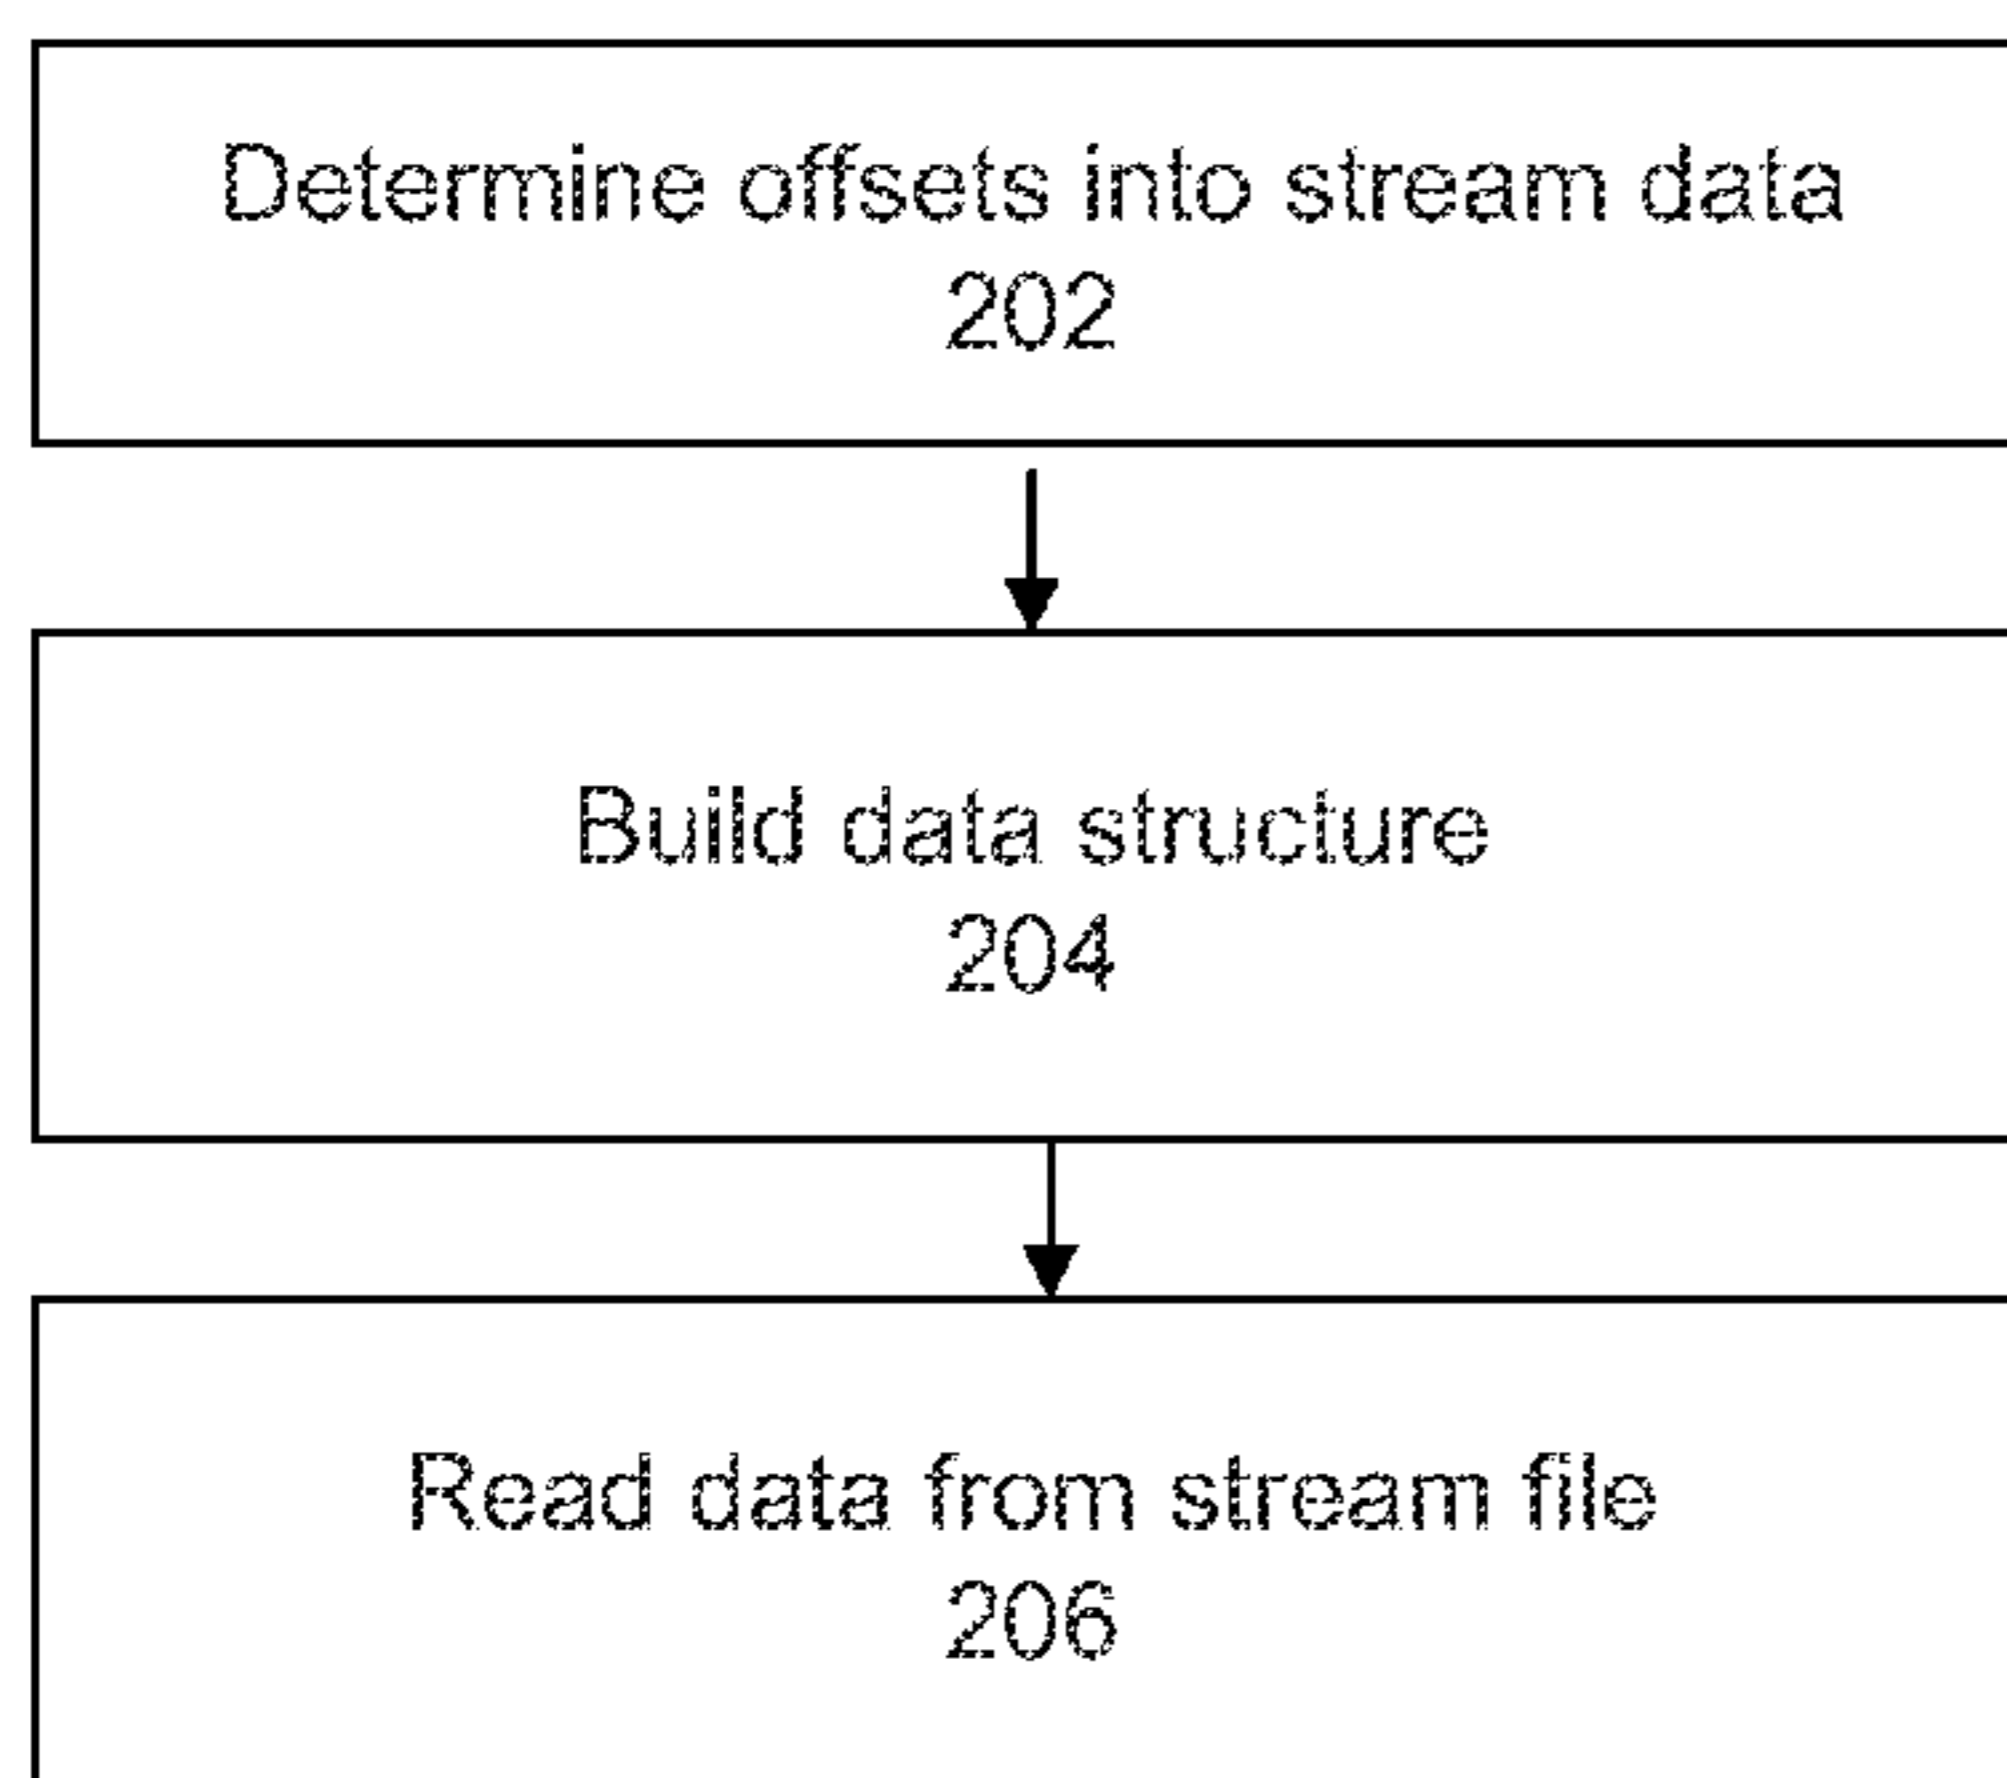 Determine offsets into stream data
202
Build data structure
204
Read data from stream file
206